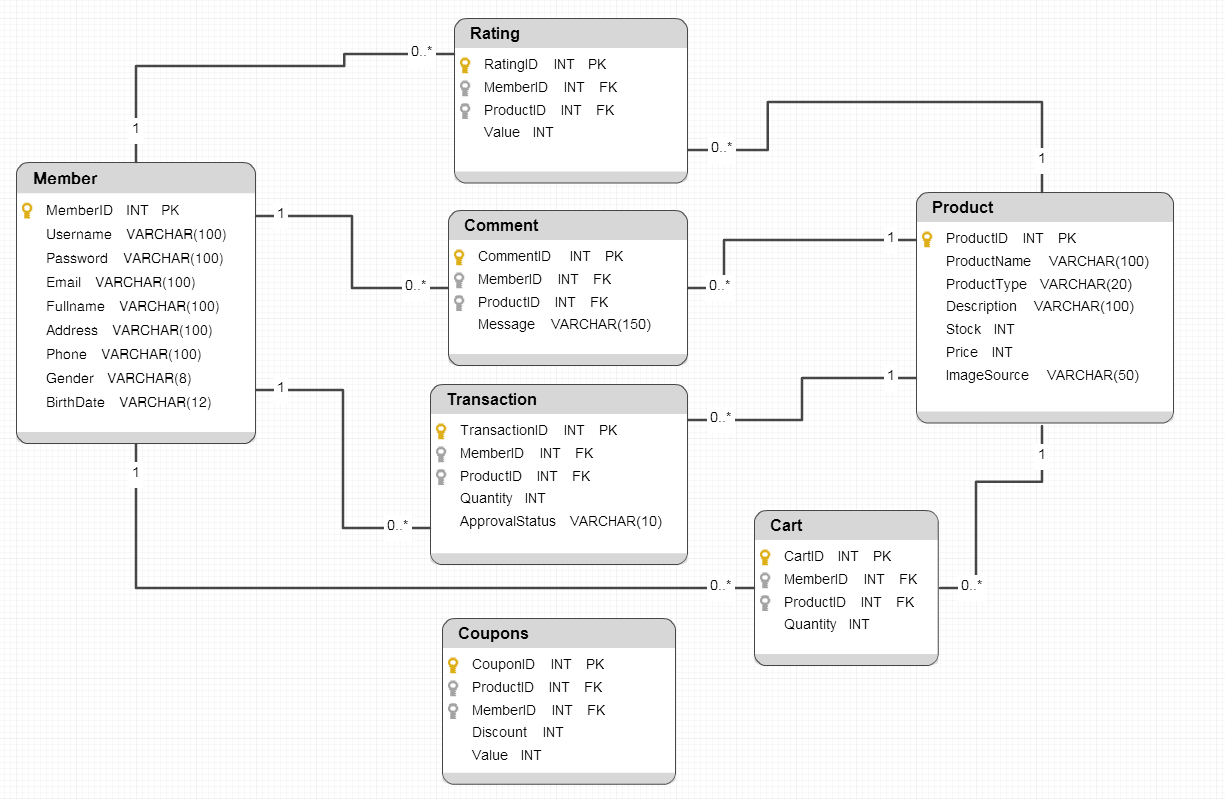 Rating
RatingID INT PK
MemberID INT FK
ProductID INT FK
Value INT
0..*
1
0..*
1
Member
MemberID INT PK
Username VARCHAR(100)
Password VARCHAR(100)
Email VARCHAR(100)
Fullname VARCHAR(100)
Address VARCHAR(100)
Phone VARCHAR(100)
Gender VARCHAR(8)
BirthDate VARCHAR(12)
1
0..*
Comment
CommentID INT PK
MemberID INT FK
ProductID INT FK
Message VARCHAR(150)
0..*
1
Product
ProductID INT PK
ProductName VARCHAR(100)
ProductType VARCHAR(20)
Description VARCHAR(100)
Stock INT
Price INT
ImageSource VARCHAR(50)
1
0..*
Transaction
TransactionID INT PK
MemberID INT FK
ProductID INT FK
Quantity INT
ApprovalStatus VARCHAR(10)
0..*
1
1
0..*
Cart
CartID INT PK
MemberID INT FK
ProductID INT FK
Quantity INT
0..*
1
Coupons
CouponID INT PK
ProductID INT FK
MemberID INT FK
Discount INT
Value INT